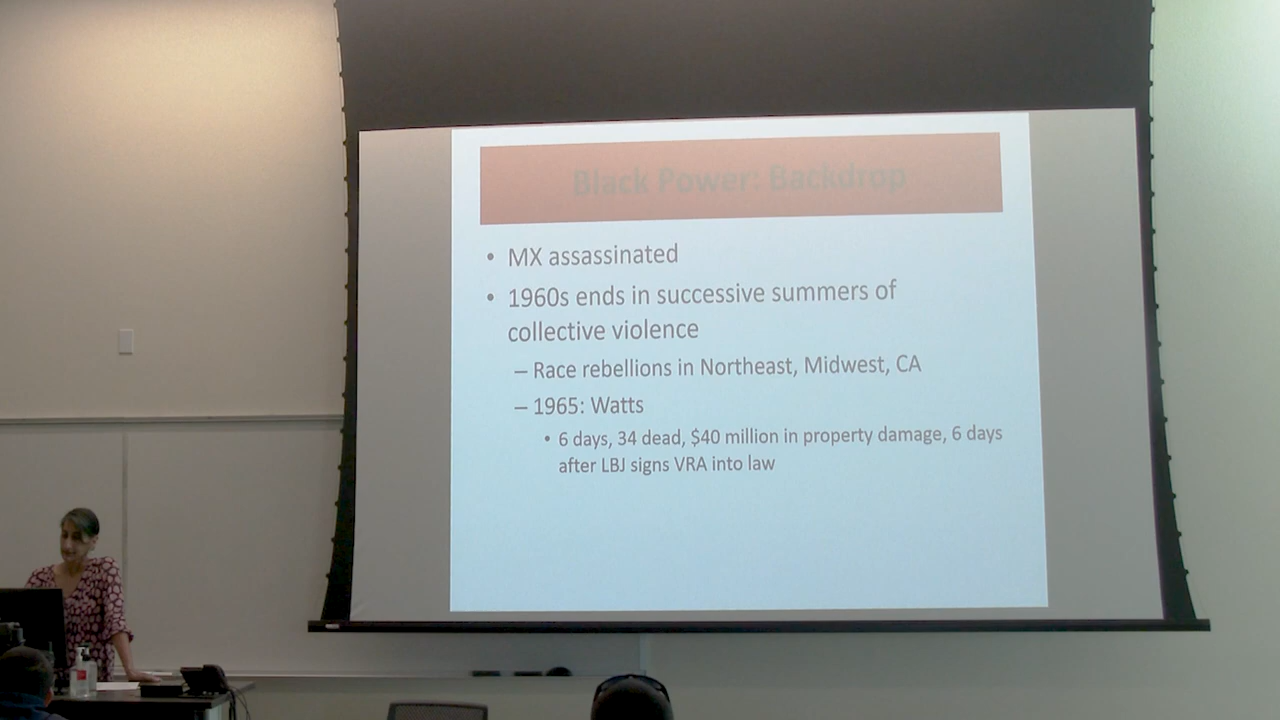 Black Power: Backdrop
• MX assassinated
• 1960s ends in successive summers of
collective violence
– Race rebellions in Northeast, Midwest, CA
– 1965: Watts
• 6 days, 34 dead, $40 million in property damage, 6 days
after LBJ signs VRA into law